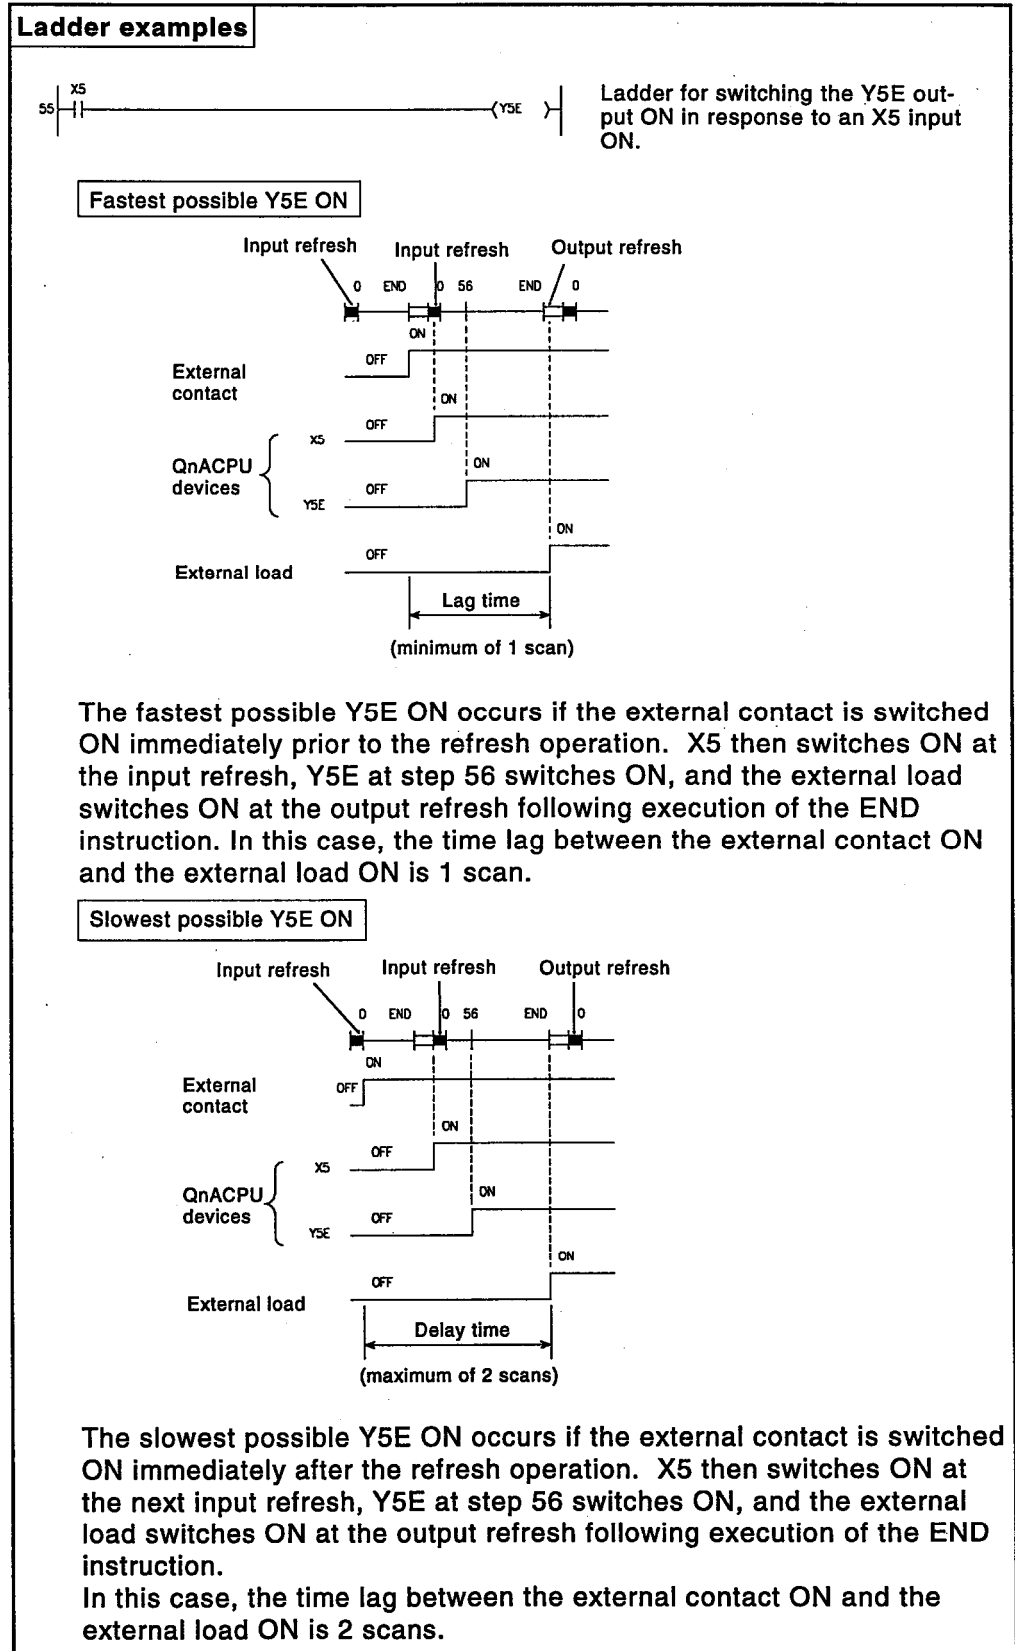 Ladder examples
X5
55
Y5E
Ladder for switching the Y5E out-
put ON in response to an X5 input
ON.
Fastest possible Y5E ON
Input refresh Input refresh Output refresh
0 END 0 56 END 0
ON
OFF
External
contact
ON
OFF
X5
QnACPU
devices
ON
OFF
Y5E
ON
OFF
External load
Lag time
(minimum of 1 scan)
The fastest possible Y5E ON occurs if the external contact is switched
ON immediately prior to the refresh operation. X5 then switches ON at
the input refresh, Y5E at step 56 switches ON, and the external load
switches ON at the output refresh following execution of the END
instruction. In this case, the time lag between the external contact ON
and the external load ON is 1 scan.
Slowest possible Y5E ON
Input refresh Input refresh Output refresh
0 END 0 56 END 0
ON
External
contact
OFF
ON
OFF
X5
QnACPU
devices
ON
OFF
Y5E
ON
OFF
External load
Delay time
(maximum of 2 scans)
The slowest possible Y5E ON occurs if the external contact is switched
ON immediately after the refresh operation. X5 then switches ON at
the next input refresh, Y5E at step 56 switches ON, and the external
load switches ON at the output refresh following execution of the END
instruction.
In this case, the time lag between the external contact ON and the
external load ON is 2 scans.